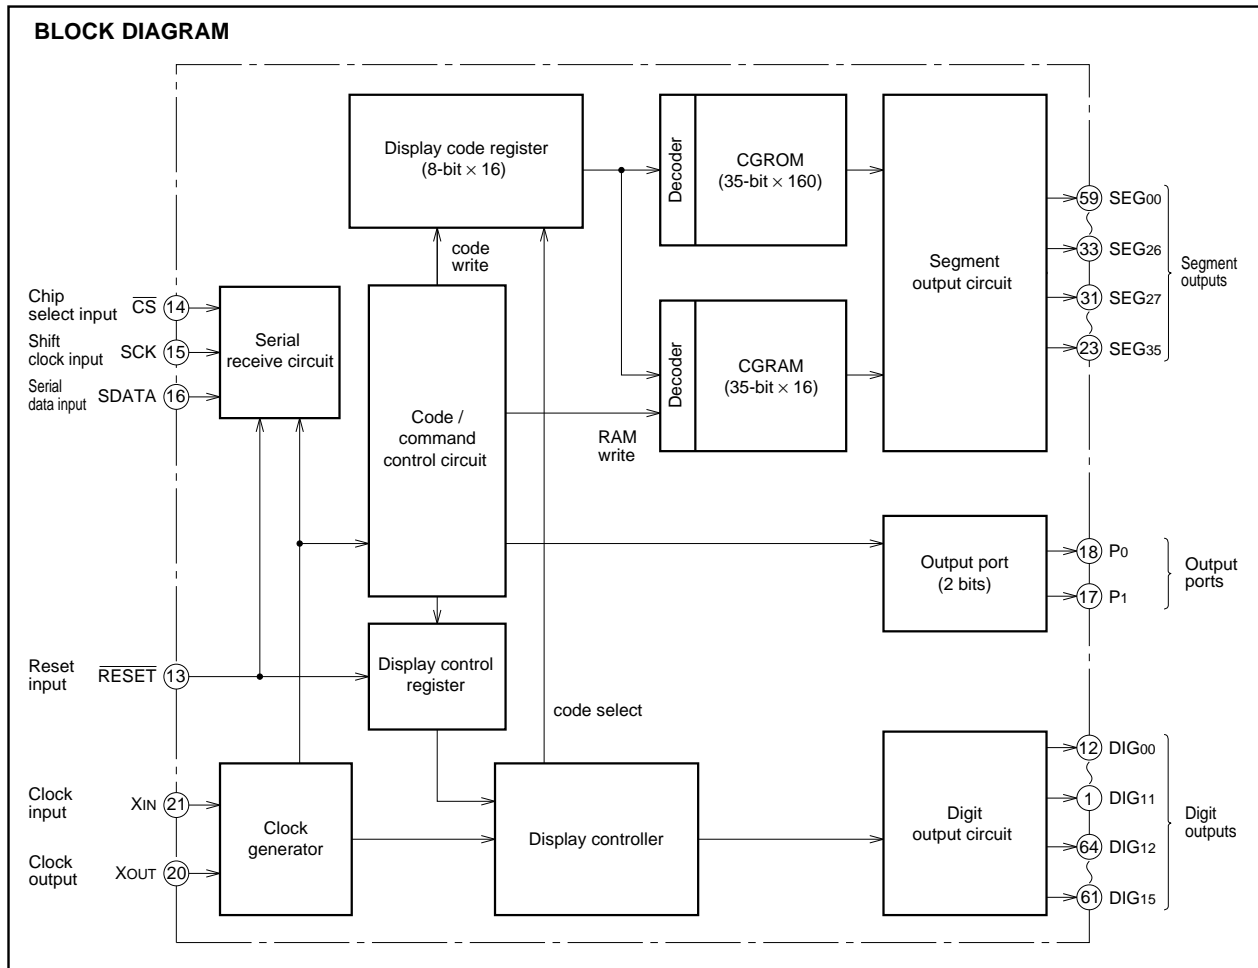 BLOCK DIAGRAM
Display code register
(8-bit × 16)
Decoder
CGROM
(35-bit × 160)
Segment
output circuit
59 SEG00
33 SEG26
31 SEG27
23 SEG35
Segment
outputs
code
write
Chip
select input
CS
14
Shift
clock input
SCK
15
Serial
data input
SDATA
16
Serial
receive circuit
Code /
command
control circuit
Decoder
CGRAM
(35-bit × 16)
RAM
write
Output port
(2 bits)
18 P0
17 P1
Output
ports
Reset
input
RESET
13
Display control
register
code select
Clock
input
XIN
21
Clock
output
XOUT
20
Clock
generator
Display controller
Digit
output circuit
12 DIG00
1 DIG11
64 DIG12
61 DIG15
Digit
outputs